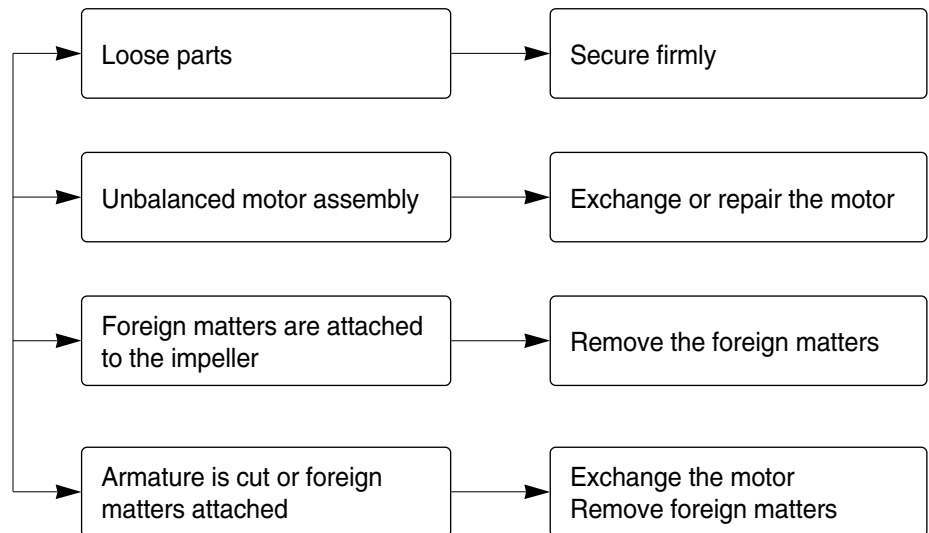 Loose parts
Secure firmly
Unbalanced motor assembly
Exchange or repair the motor
Foreign matters are attached
to the impeller
Remove the foreign matters
Armature is cut or foreign
matters attached
Exchange the motor
Remove foreign matters